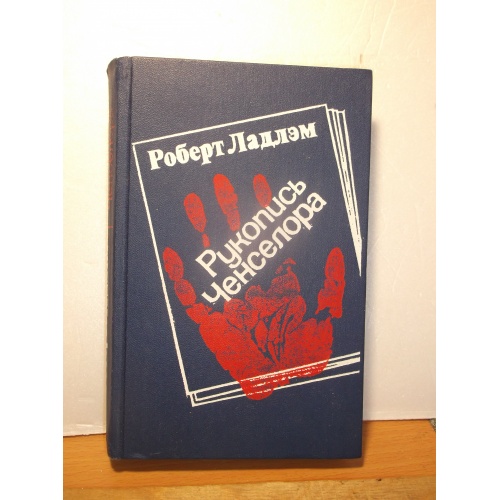 Роберт Ладлэм
Рукопись
Ченселора